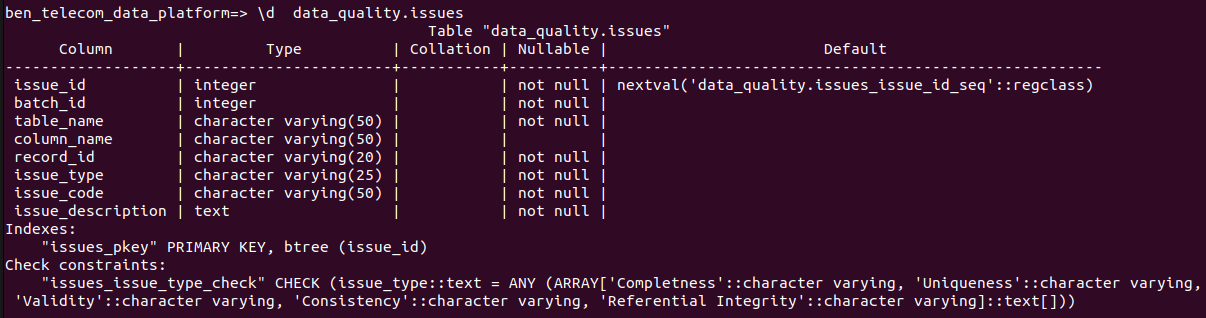 ben_telecom_data_platform=> \d  data_quality.issues
                                                Table "data_quality.issues"
      Column       |          Type          | Collation | Nullable |                         Default
-------------------+------------------------+-----------+----------+--------------------------------------------------------
 issue_id          | integer                |           | not null | nextval('data_quality.issues_issue_id_seq'::regclass)
 batch_id          | integer                |           | not null |
 table_name        | character varying(50) |           | not null |
 column_name       | character varying(50) |           |          |
 record_id         | character varying(20) |           | not null |
 issue_type        | character varying(25) |           | not null |
 issue_code        | character varying(50) |           | not null |
 issue_description | text                   |           | not null |
Indexes:
    "issues_pkey" PRIMARY KEY, btree (issue_id)
Check constraints:
    "issues_issue_type_check" CHECK (issue_type::text = ANY (ARRAY['Completness'::character varying, 'Uniqueness'::character varying,
 'Validity'::character varying, 'Consistency'::character varying, 'Referential Integrity'::character varying]::text[]))